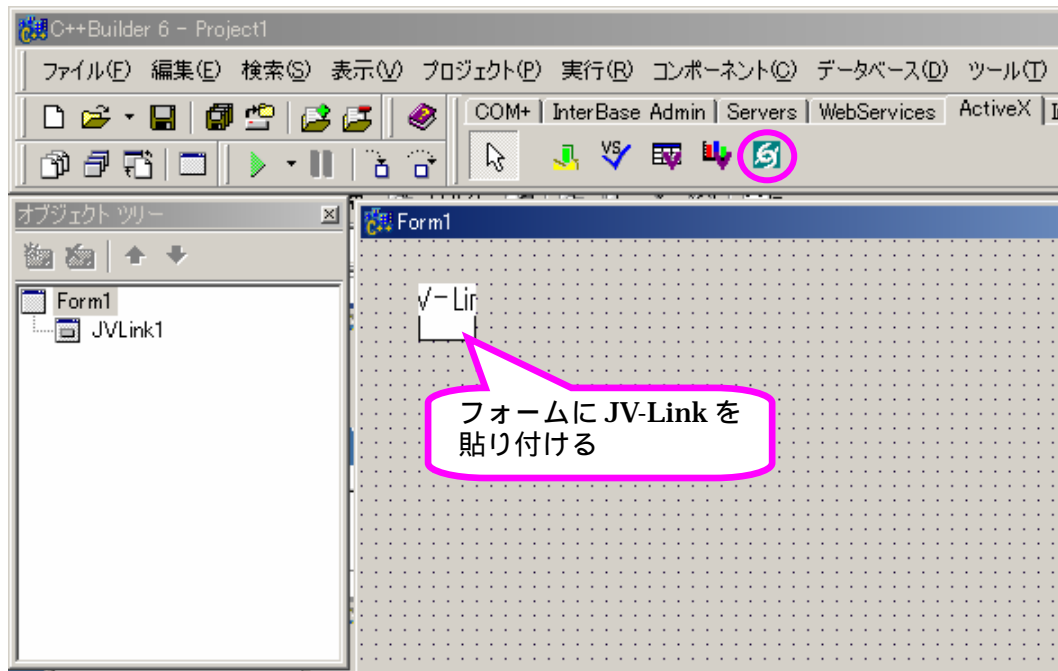 C++Builder 6 - Project1
ファイル(F) 編集(E) 検索(S) 表示(V) プロジェクト(P) 実行(R) コンポーネント(C) データベース(D) ツール(T)
COM+ InterBase Admin Servers WebServices ActiveX
VS
オブジェクト ツリー
Form1
JVLink1
Form1
V-Lin
フォームに JV-Link を
貼り付ける